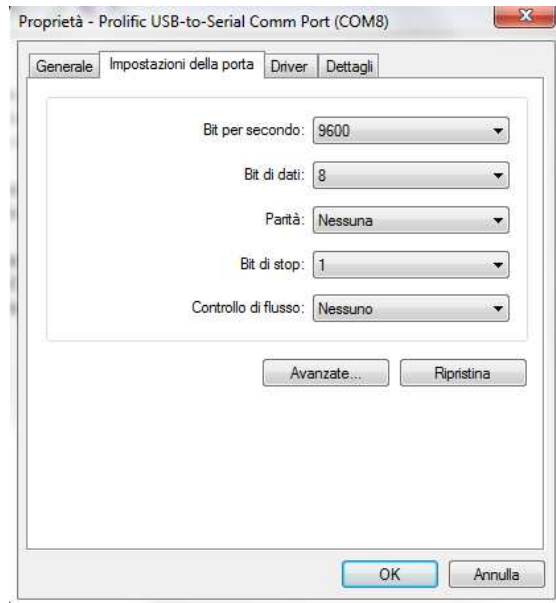 Proprietà - Prolific USB-to-Serial Comm Port (COM8)
Generale Impostazioni della porta Driver Dettagli
Bit per secondo: 9600
Bit di dati: 8
Parità: Nessuna
Bit di stop: 1
Controllo di flusso: Nessuno
Avanzate... Ripristina
OK Annulla